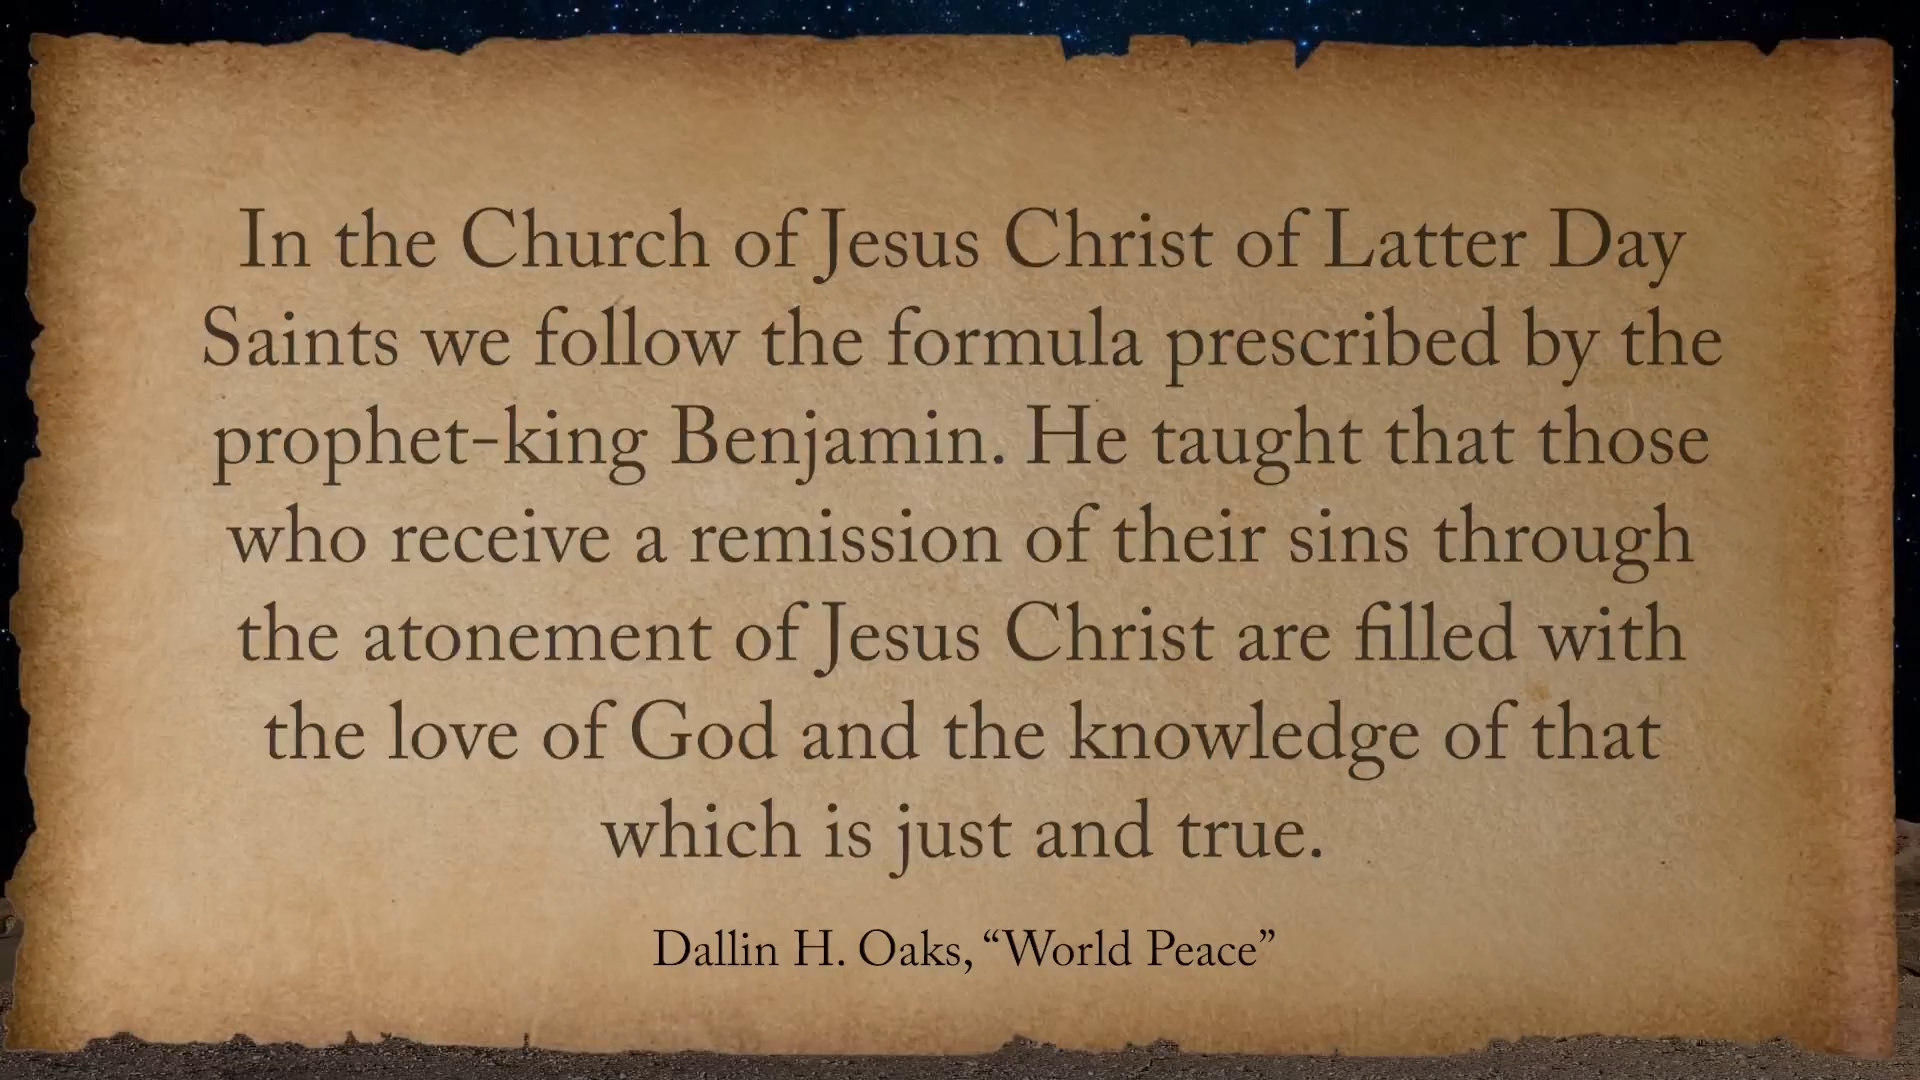 In the Church of Jesus Christ of Latter Day
Saints we follow the formula prescribed by the
prophet-king Benjamin. He taught that those
who receive a remission of their sins through
the atonement of Jesus Christ are filled with
the love of God and the knowledge of that
which is just and true.
Dallin H. Oaks, “World Peace”